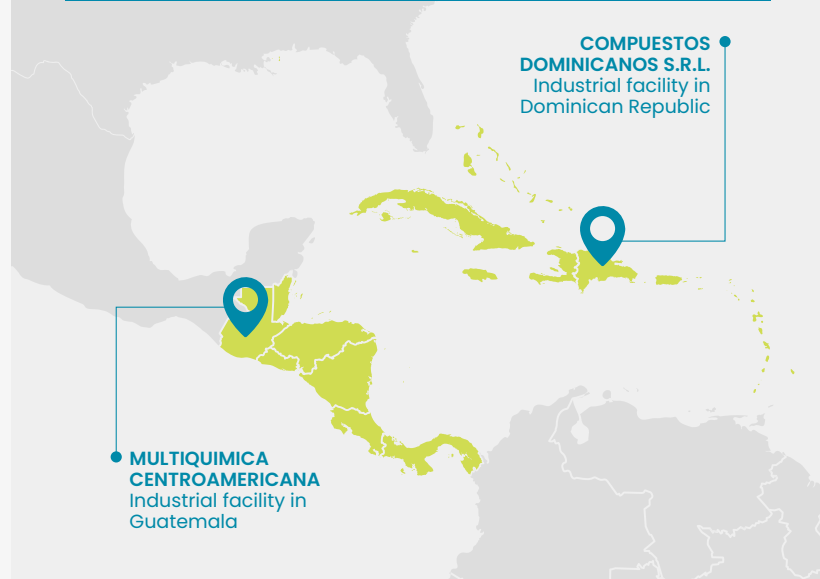 COMPUESTOS
DOMINICANOS S.R.L.
Industrial facility in
Dominican Republic
MULTIQUIMICA
CENTROAMERICANA
Industrial facility in
Guatemala